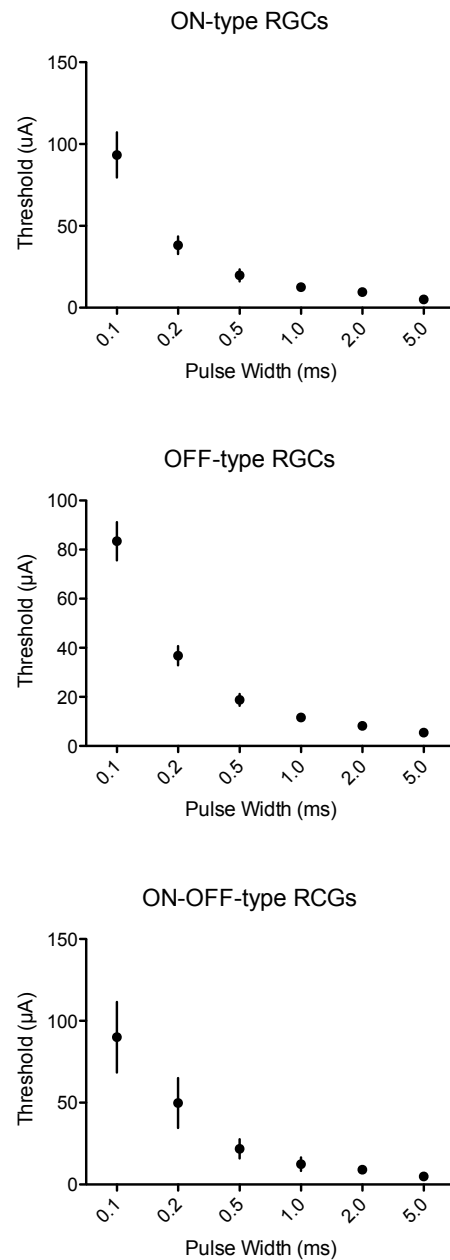 ON-type RGCs
150
100
50
0
Threshold (uA)
0.1 0.2 0.5 1.0 2.0 5.0
Pulse Width (ms)
OFF-type RGCs
100
80
60
40
20
0
Threshold (µA)
0.1 0.2 0.5 1.0 2.0 5.0
Pulse Width (ms)
ON-OFF-type RCGs
150
100
50
0
Threshold (µA)
0.1 0.2 0.5 1.0 2.0 5.0
Pulse Width (ms)